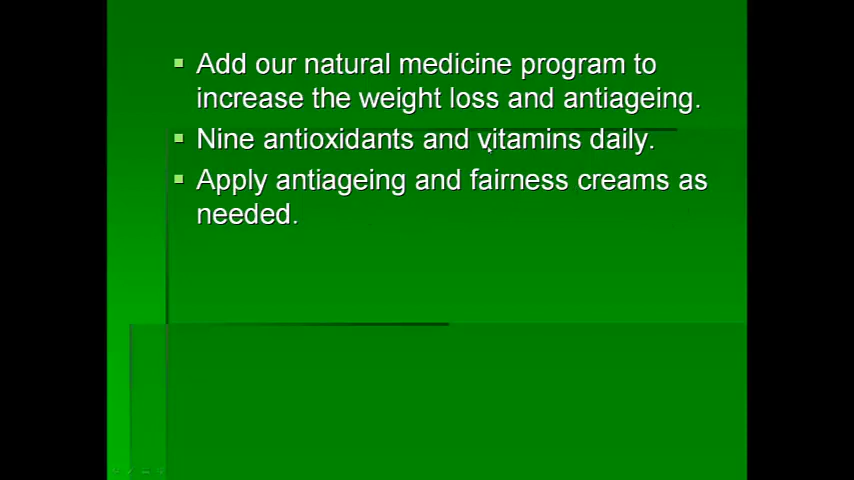 Add our natural medicine program to
increase the weight loss and antiageing.
Nine antioxidants and vitamins daily.
Apply antiageing and fairness creams as
needed.